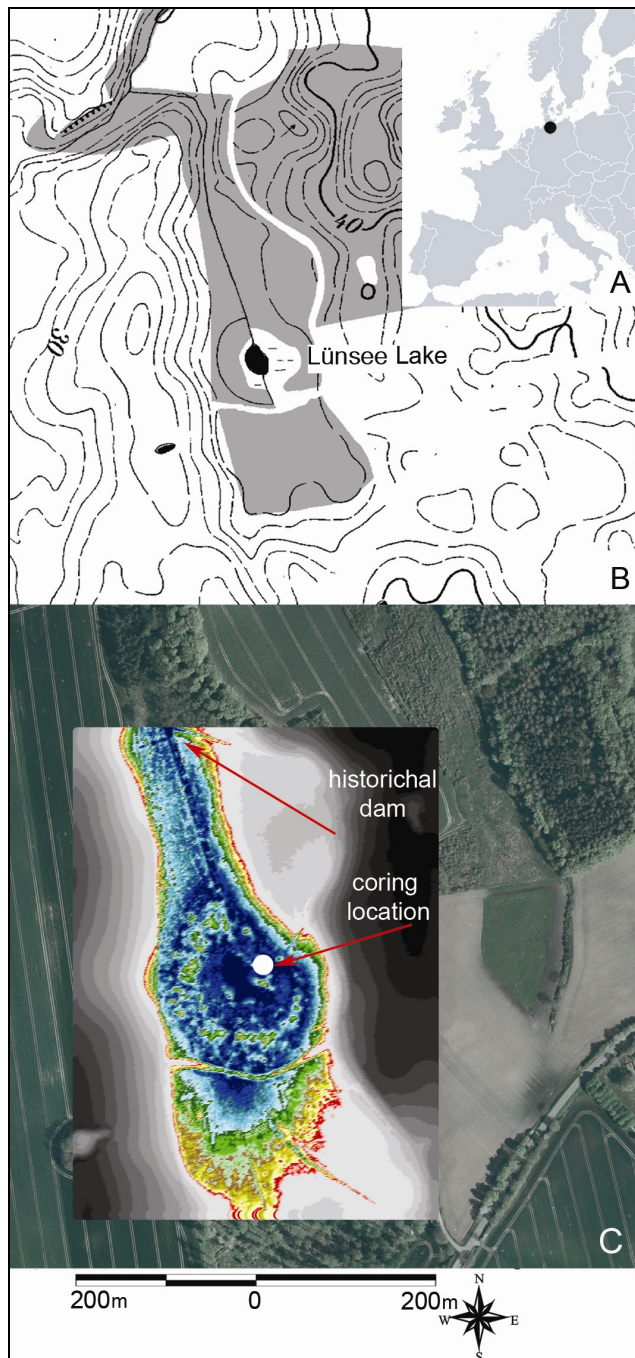 A
40
30
Lünsee Lake
B
historichal
dam
coring
location
C
200m 0 200m
N
W E
S